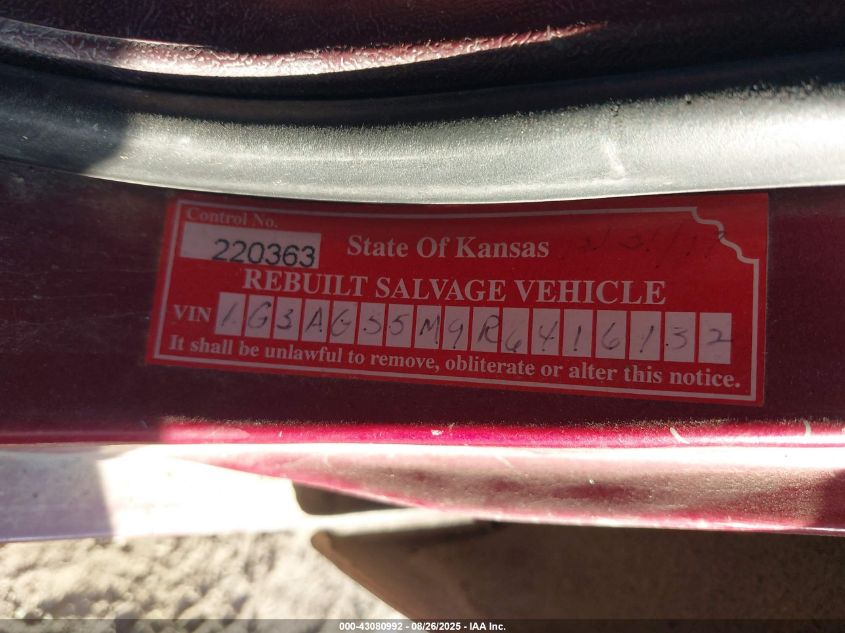 Control No.
220363
State Of Kansas
REBUILT SALVAGE VEHICLE
VIN 1G3AG55M9R6416132
It shall be unlawful to remove, obliterate or alter this notice.
000-43080992 - 08/26/2025 - IAA Inc.